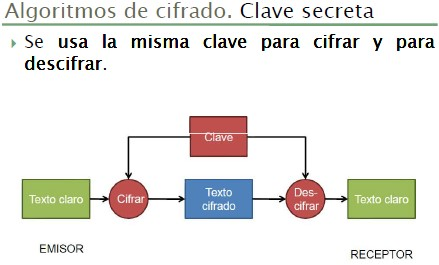 Algoritmos de cifrado. Clave secreta
Se usa la misma clave para cifrar y para
descifrar.
Clave
Texto claro
Cifrar
Texto
cifrado
Des-
cifrar
Texto claro
EMISOR
RECEPTOR